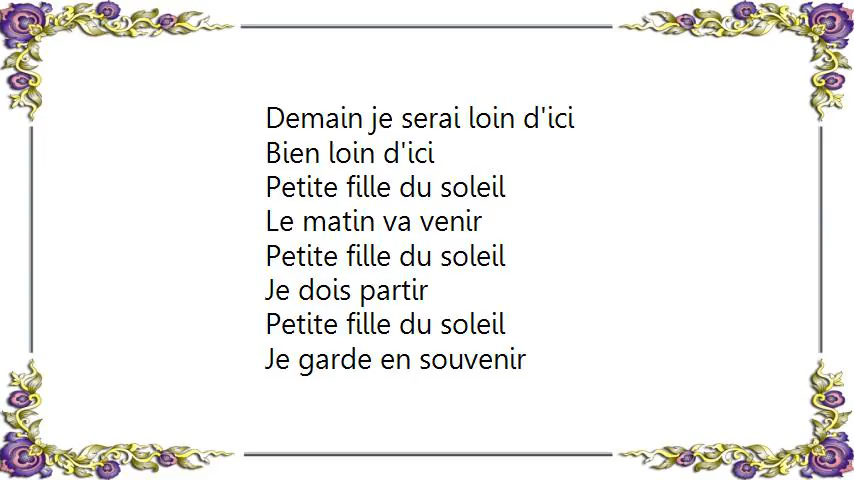 Demain je serai loin d'ici
Bien loin d'ici
Petite fille du soleil
Le matin va venir
Petite fille du soleil
Je dois partir
Petite fille du soleil
Je garde en souvenir